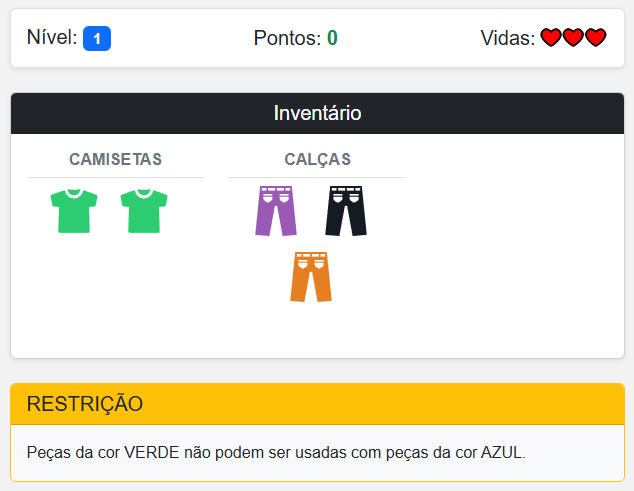 Nível: 1 Pontos: 0 Vidas:
Inventário
CAMISETAS CALÇAS
RESTRIÇÃO
Peças da cor VERDE não podem ser usadas com peças da cor AZUL.